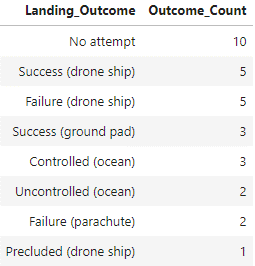 Landing_Outcome Outcome_Count
No attempt 10
Success (drone ship) 5
Failure (drone ship) 5
Success (ground pad) 3
Controlled (ocean) 3
Uncontrolled (ocean) 2
Failure (parachute) 2
Precluded (drone ship) 1